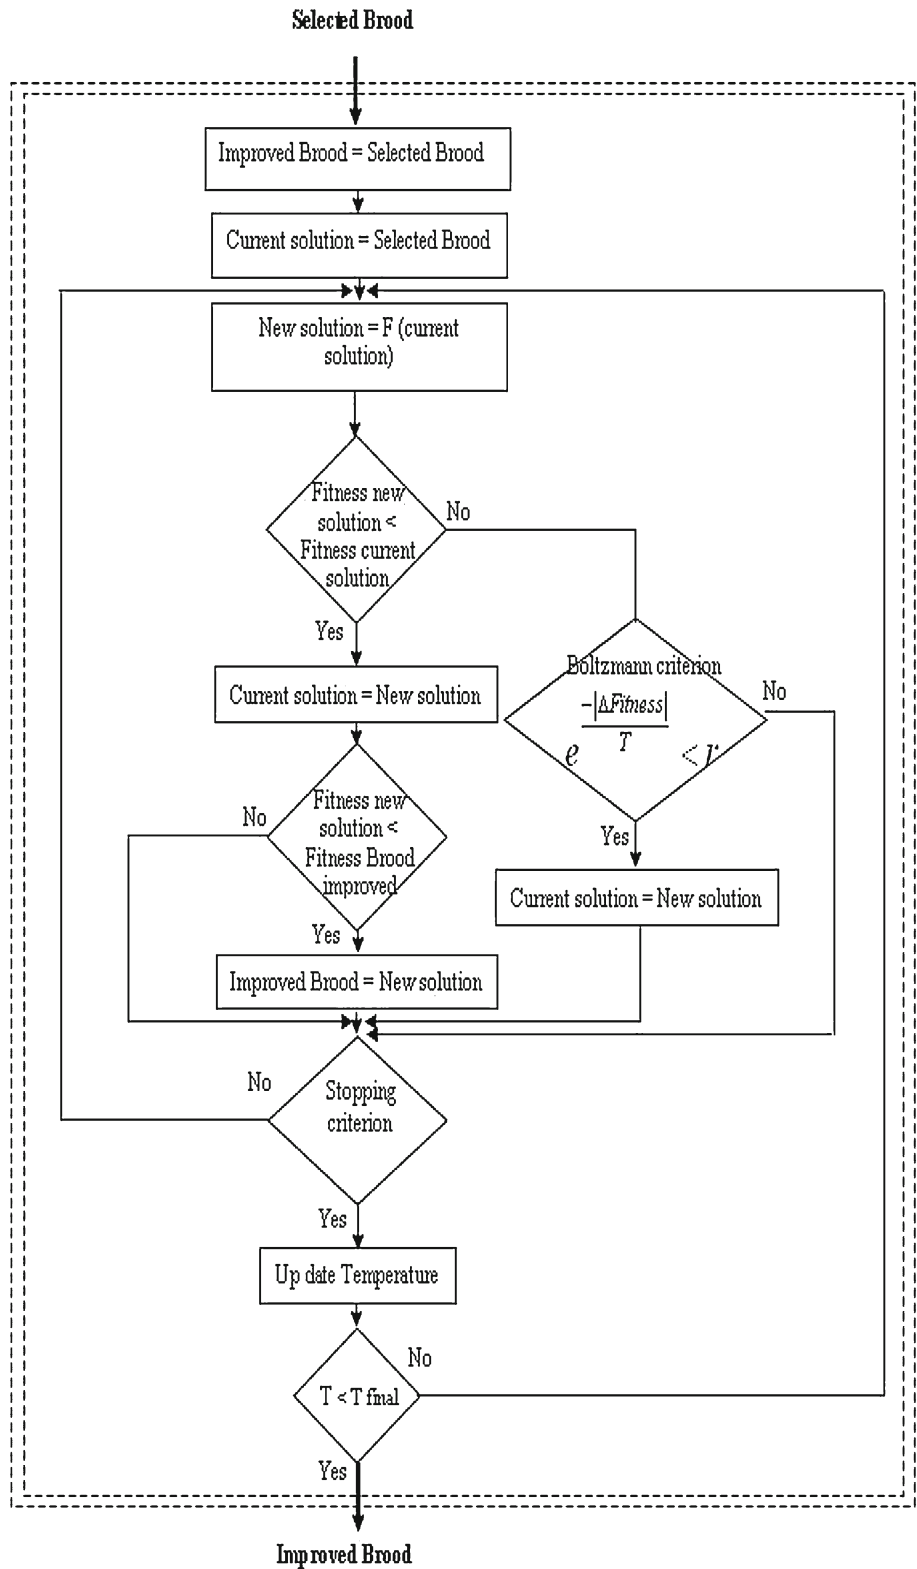 Selected Brood
Improved Brood = Selected Brood
Current solution = Selected Brood
New solution = F (current
solution)
Fitness new
solution <
Fitness current
solution
No
Yes
Current solution = New solution
Boltzmann criterion
-|ΔFitness|
T
e < r
No
Yes
Current solution = New solution
Fitness new
solution <
Fitness Brood
improved
No
Yes
Improved Brood = New solution
Stopping
criterion
No
Yes
Up date Temperature
T < T final
No
Yes
Improved Brood